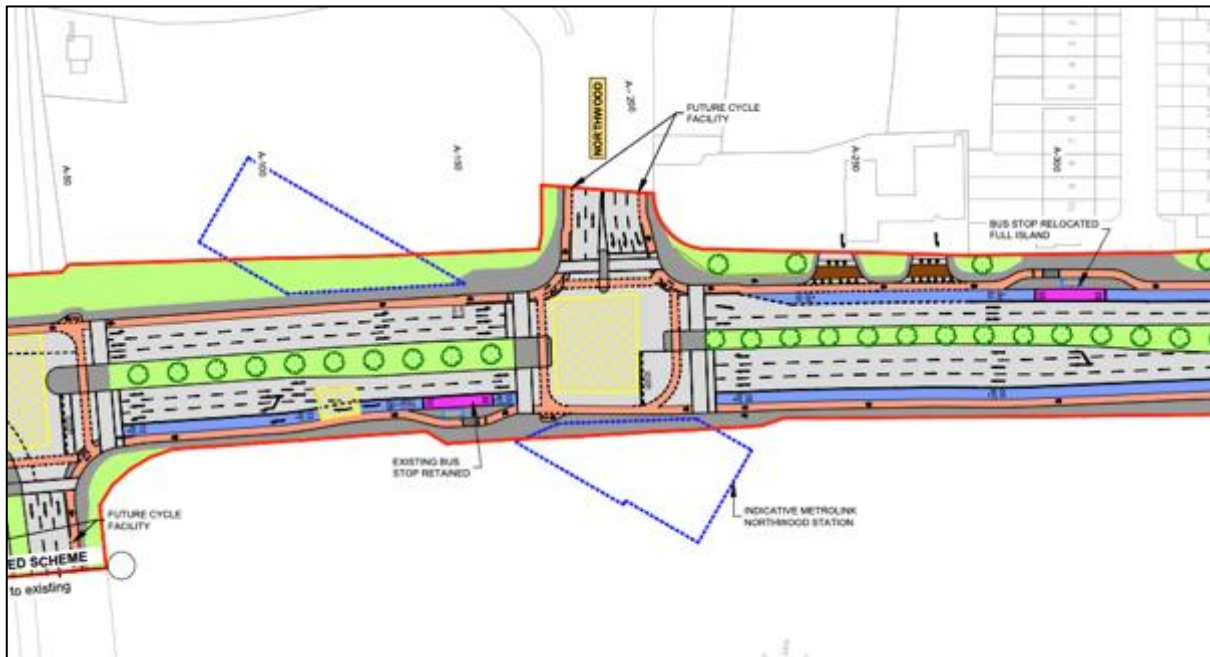 NORTHWOOD
A-- 200
FUTURE CYCLE
FACILITY
A-50
A-100
A-150
A-250
A-300
BUS STOP RELOCATED
FULL ISLAND
EXISTING BUS
STOP RETAINED
INDICATIVE METROLINK
NORTHWOOD STATION
FUTURE CYCLE
FACILITY
ED SCHEME
to existing